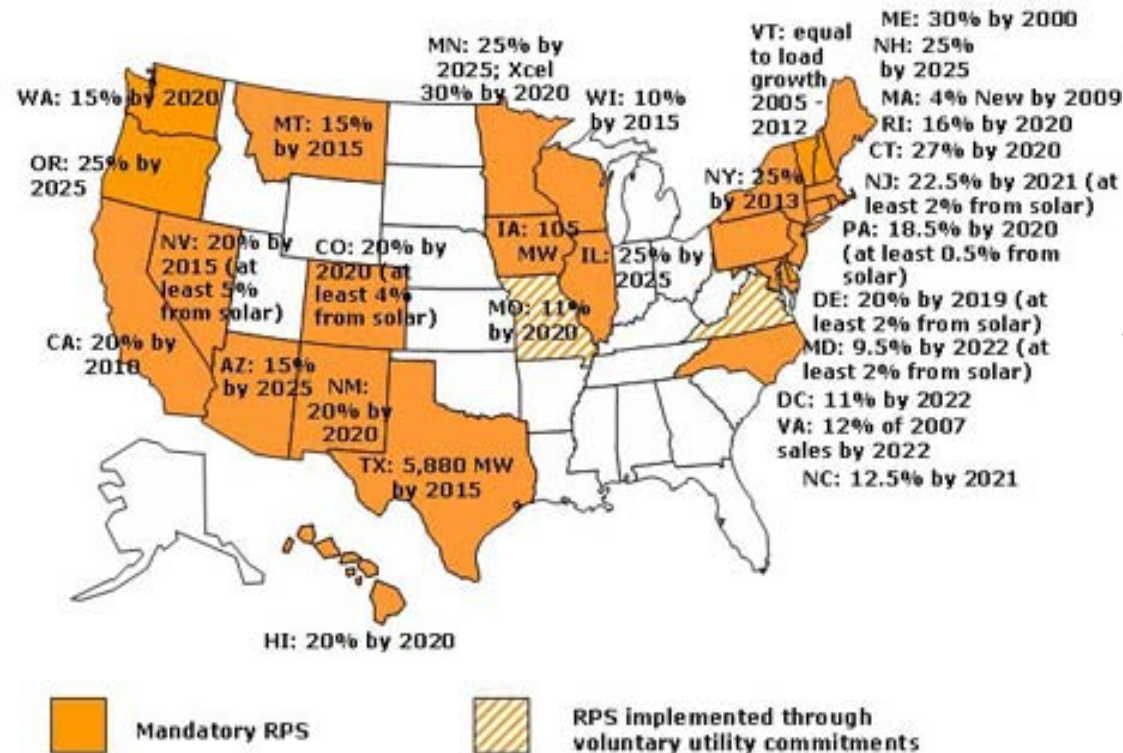 MN: 25% by
2025; Xcel
30% by 2020
VT: equal
to load
growth
2005 -
2012
ME: 30% by 2000
NH: 25%
by 2025
WA: 15% by 2020
MT: 15%
by 2015
WI: 10%
by 2015
MA: 4% New by 2009
RI: 16% by 2020
OR: 25% by
2025
CT: 27% by 2020
NY: 25%
by 2013
NJ: 22.5% by 2021 (at
least 2% from solar)
NV: 20% by
2015 (at
least 5%
from solar)
CO: 20% by
2020 (at
least 4%
from solar)
IA: 105
MW
IL: 25% by
2025
PA: 18.5% by 2020
(at least 0.5% from
solar)
MO: 11%
by 2020
DE: 20% by 2019 (at
least 2% from solar)
CA: 20% by
2010
AZ: 15%
by 2025
NM:
20% by
2020
MD: 9.5% by 2022 (at
least 2% from solar)
DC: 11% by 2022
VA: 12% of 2007
sales by 2022
TX: 5,880 MW
by 2015
NC: 12.5% by 2021
HI: 20% by 2020
Mandatory RPS
RPS implemented through
voluntary utility commitments